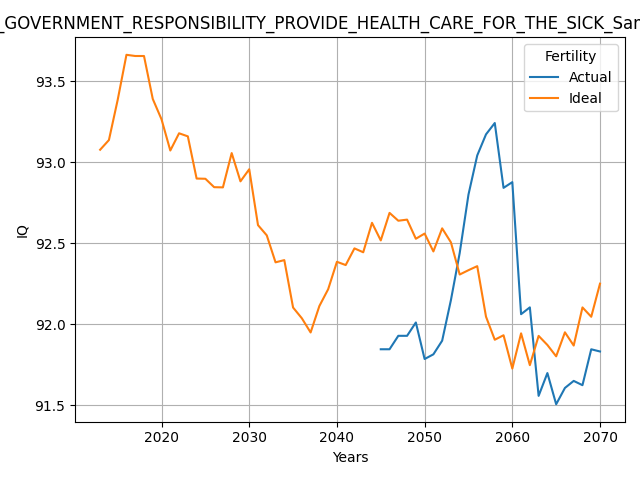 _GOVERNMENT_RESPONSIBILITY_PROVIDE_HEALTH_CARE_FOR_THE_SICK_Sar
Fertility
Actual
Ideal
93.5
93.0
92.5
92.0
91.5
IQ
2020 2030 2040 2050 2060 2070
Years